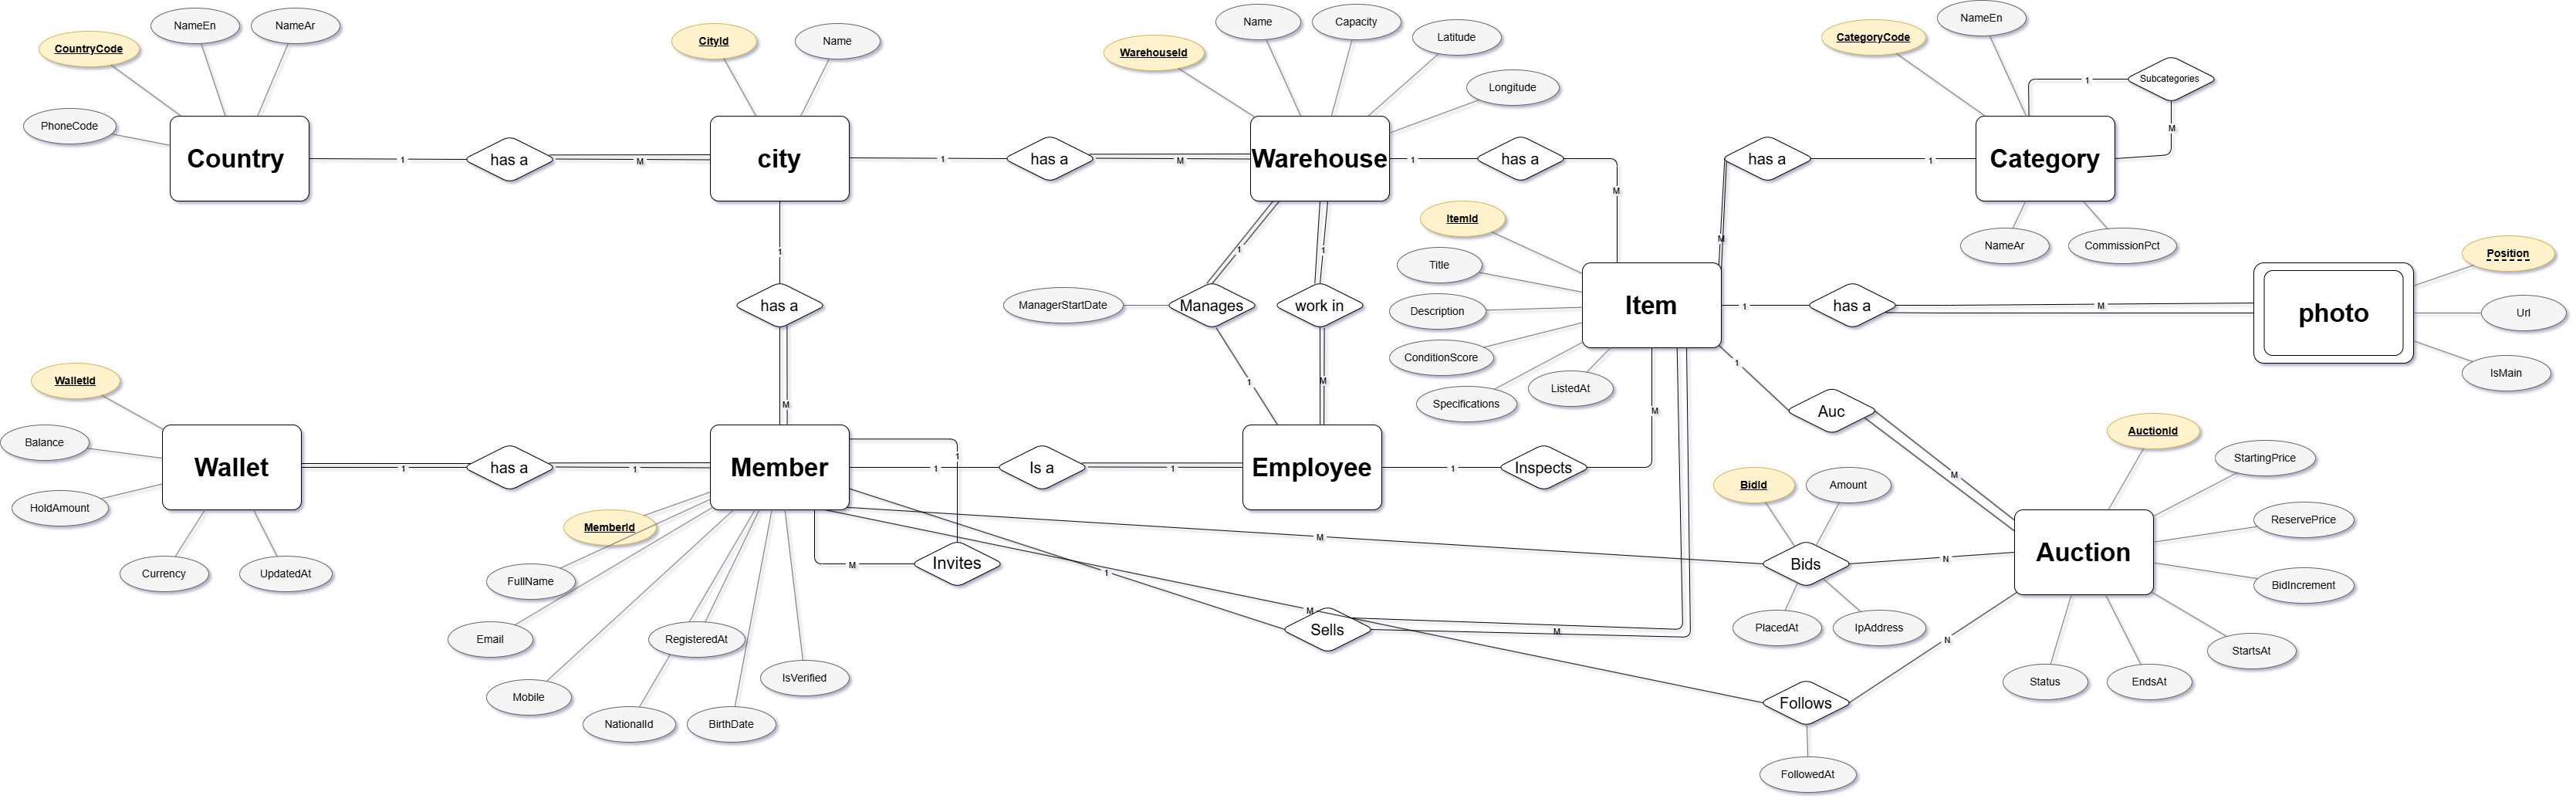 NameEn
NameAr
CountryCode
PhoneCode
Country
1
has a
M
CityId
Name
city
1
has a
M
Name
Capacity
Latitude
WarehouseId
Longitude
Warehouse
1
has a
M
CategoryCode
NameEn
1
Subcategories
M
has a
1
Category
M
NameAr
CommissionPct
1
has a
M
1
Manages
ManagerStartDate
1
1
work in
M
ItemId
Title
Description
ConditionScore
Specifications
ListedAt
Item
1
has a
M
photo
Position
Url
IsMain
1
Auc
M
WalletId
Balance
HoldAmount
Currency
UpdatedAt
Wallet
1
has a
1
Member
1
Is a
1
Employee
1
Inspects
M
1
Invites
M
MemberId
FullName
Email
Mobile
NationalId
RegisteredAt
BirthDate
IsVerified
1
Sells
M
M
Bids
N
BidId
Amount
PlacedAt
IpAddress
M
Follows
N
FollowedAt
Auction
AuctionId
StartingPrice
ReservePrice
BidIncrement
StartsAt
EndsAt
Status